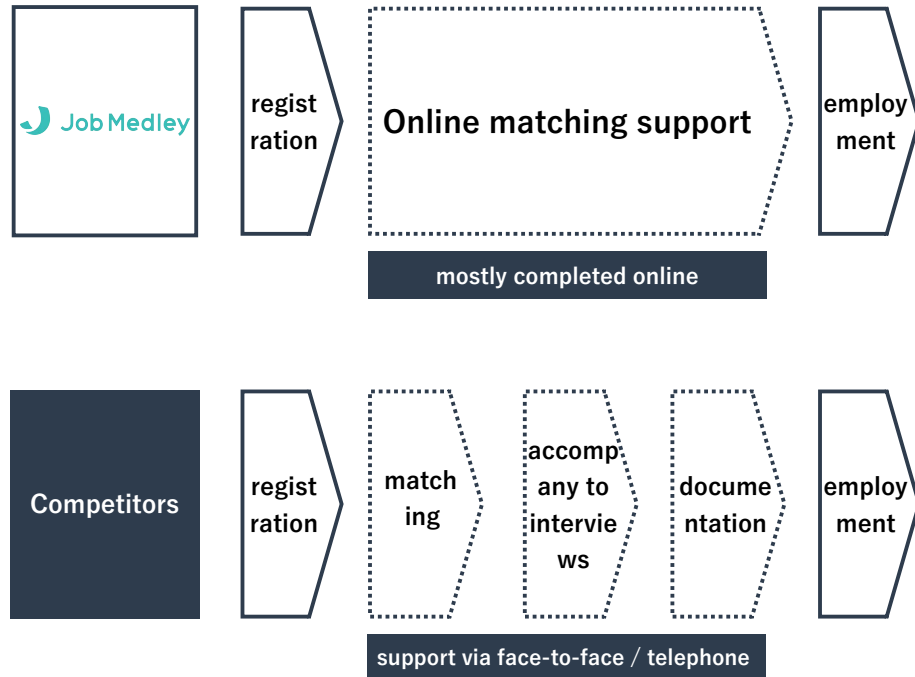 Job Medley
regist
ration
Online matching support
employ
ment
mostly completed online
Competitors
regist
ration
match
ing
accomp
any to
intervie
ws
docume
ntation
employ
ment
support via face-to-face / telephone